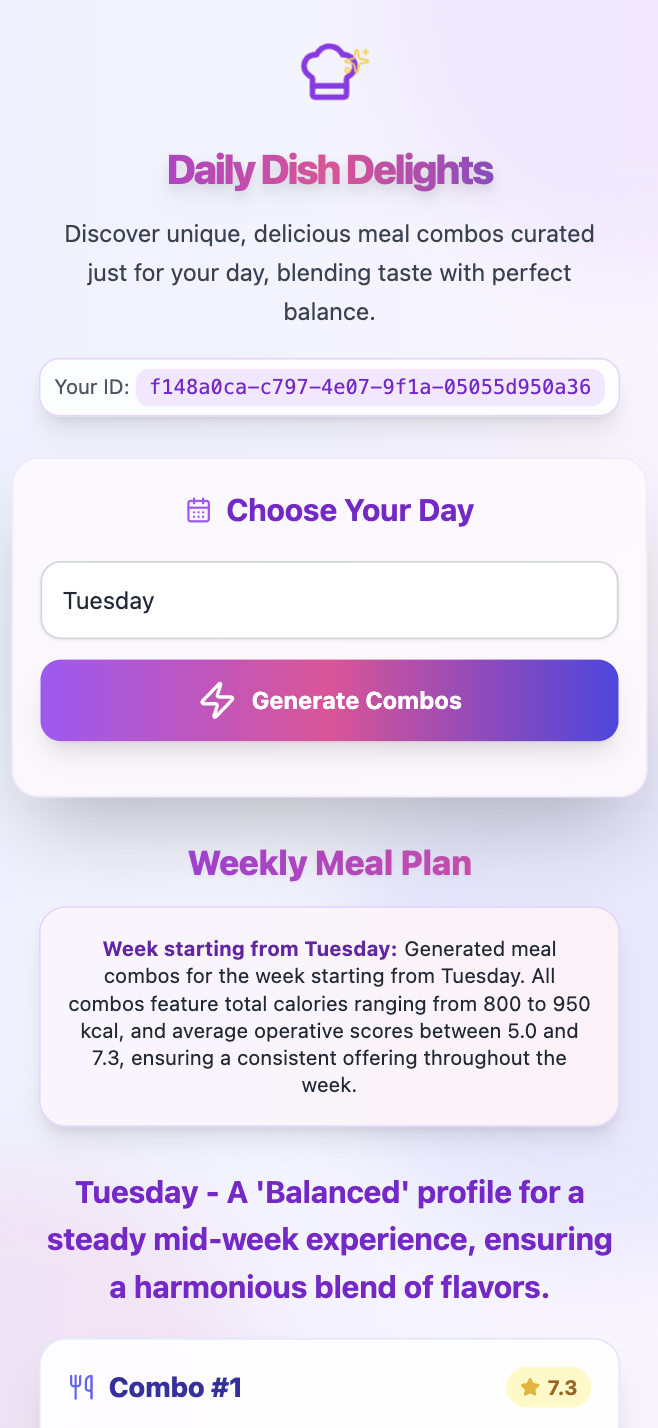 Daily Dish Delights
Discover unique, delicious meal combos curated
just for your day, blending taste with perfect
balance.
Your ID: f148a0ca-c797-4e07-9f1a-05055d950a36
Choose Your Day
Tuesday
Generate Combos
Weekly Meal Plan
Week starting from Tuesday: Generated meal
combos for the week starting from Tuesday. All
combos feature total calories ranging from 800 to 950
kcal, and average operative scores between 5.0 and
7.3, ensuring a consistent offering throughout the
week.
Tuesday - A 'Balanced' profile for a
steady mid-week experience, ensuring
a harmonious blend of flavors.
Combo #1
7.3